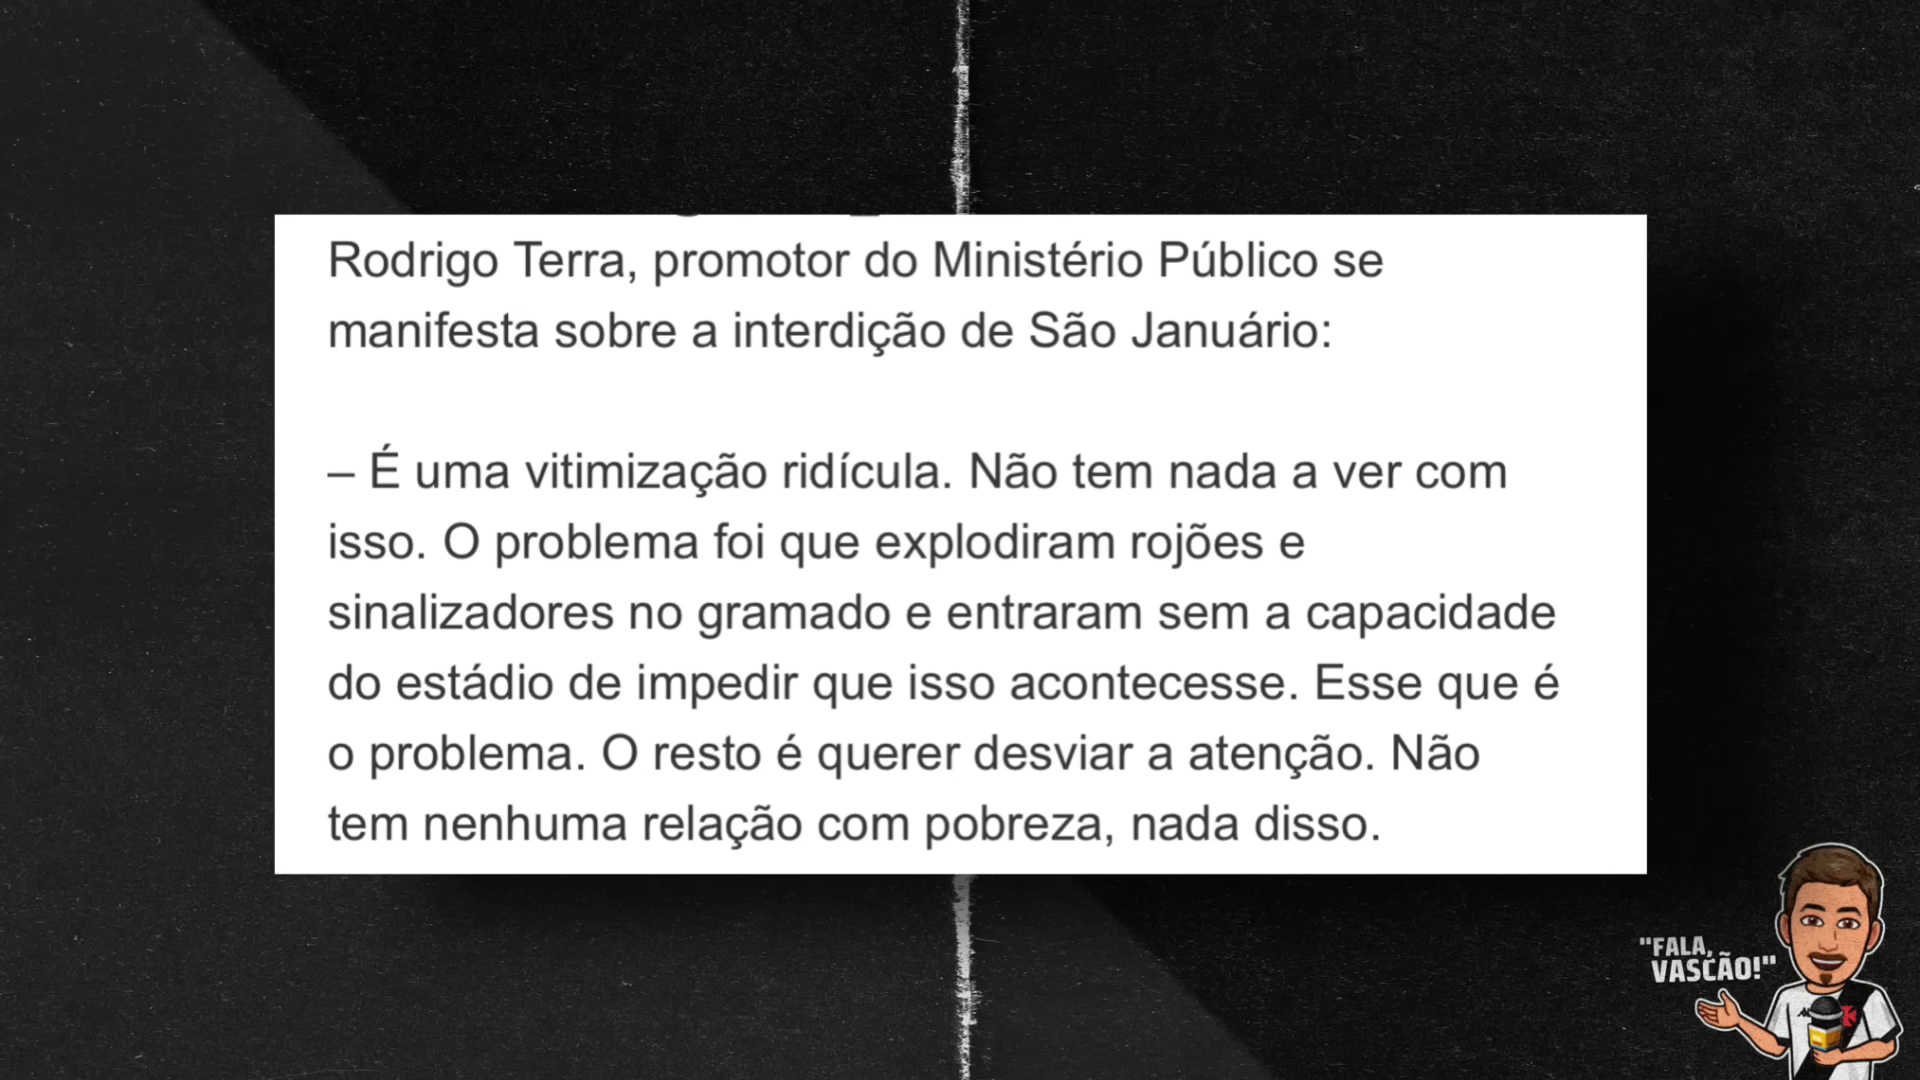 Rodrigo Terra, promotor do Ministério Público se
manifesta sobre a interdição de São Januário:
– É uma vitimização ridícula. Não tem nada a ver com
isso. O problema foi que explodiram rojões e
sinalizadores no gramado e entraram sem a capacidade
do estádio de impedir que isso acontecesse. Esse que é
o problema. O resto é querer desviar a atenção. Não
tem nenhuma relação com pobreza, nada disso.
"FALA,
VASCÃO!"